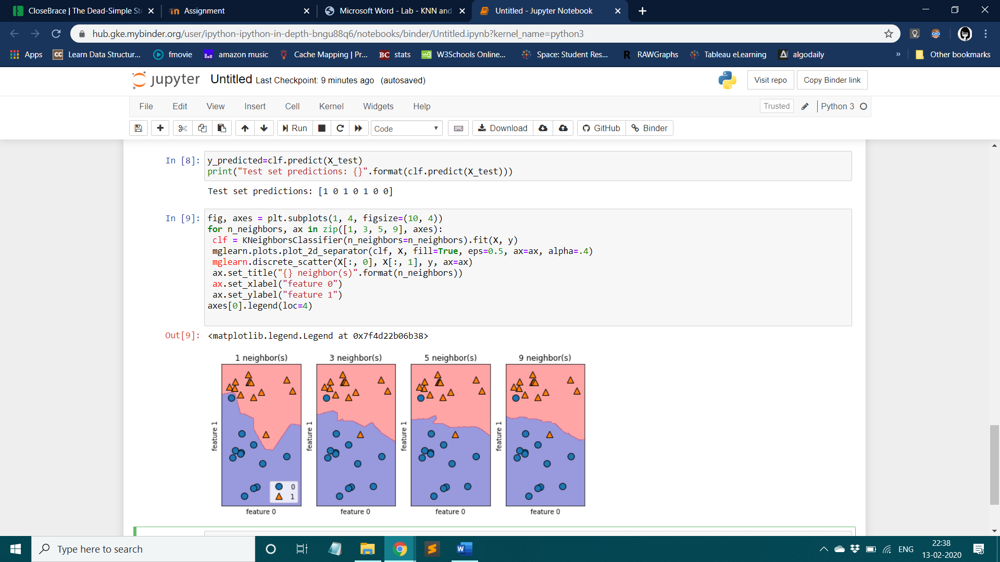 CloseBrace | The Dead-Simple Ste
Assignment
Microsoft Word - Lab - KNN and
Untitled - Jupyter Notebook
hub.gke.mybinder.org/user/ipython-ipython-in-depth-bngu88q6/notebooks/binder/Untitled.ipynb?kernel_name=python3
Apps
CC Learn Data Structur...
fmovie
amazon music
Cache Mapping | Pr...
BC stats
W3Schools Online...
Space: Student Res...
R RAWGraphs
Tableau eLearning
algodaily
»
Other bookmarks
jupyter Untitled Last Checkpoint: 9 minutes ago (autosaved)
Visit repo
Copy Binder link
File Edit View Insert Cell Kernel Widgets Help
Trusted
Python 3
Run
Code
Download
GitHub
Binder
In [8]: y_predicted=clf.predict(X_test)
print("Test set predictions: {}".format(clf.predict(X_test)))
Test set predictions: [1 0 1 0 1 0 0]
In [9]: fig, axes = plt.subplots(1, 4, figsize=(10, 4))
for n_neighbors, ax in zip([1, 3, 5, 9], axes):
clf = KNeighborsClassifier(n_neighbors=n_neighbors).fit(X, y)
mglearn.plots.plot_2d_separator(clf, X, fill=True, eps=0.5, ax=ax, alpha=.4)
mglearn.discrete_scatter(X[:, 0], X[:, 1], y, ax=ax)
ax.set_title("{} neighbor(s)".format(n_neighbors))
ax.set_xlabel("feature 0")
ax.set_ylabel("feature 1")
axes[0].legend(loc=4)
Out[9]: <matplotlib.legend.Legend at 0x7f4d22b06b38>
1 neighbor(s)
3 neighbor(s)
5 neighbor(s)
9 neighbor(s)
feature 1
feature 1
feature 1
feature 1
0
1
feature 0
feature 0
feature 0
feature 0
Type here to search
ENG
22:38
13-02-2020